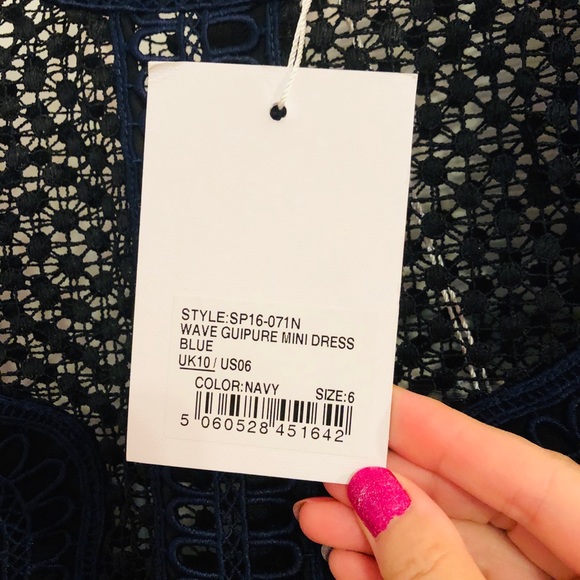 STYLE:SP16-071N
WAVE GUIPURE MINI DRESS
BLUE
UK10 / US06
COLOR:NAVY SIZE:6
5 060528 451642